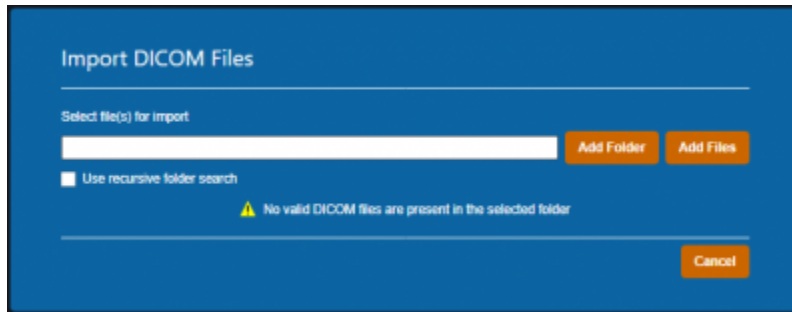 Import DICOM Files
Select file(s) for import
Add Folder Add Files
Use recursive folder search
No valid DICOM files are present in the selected folder
Cancel